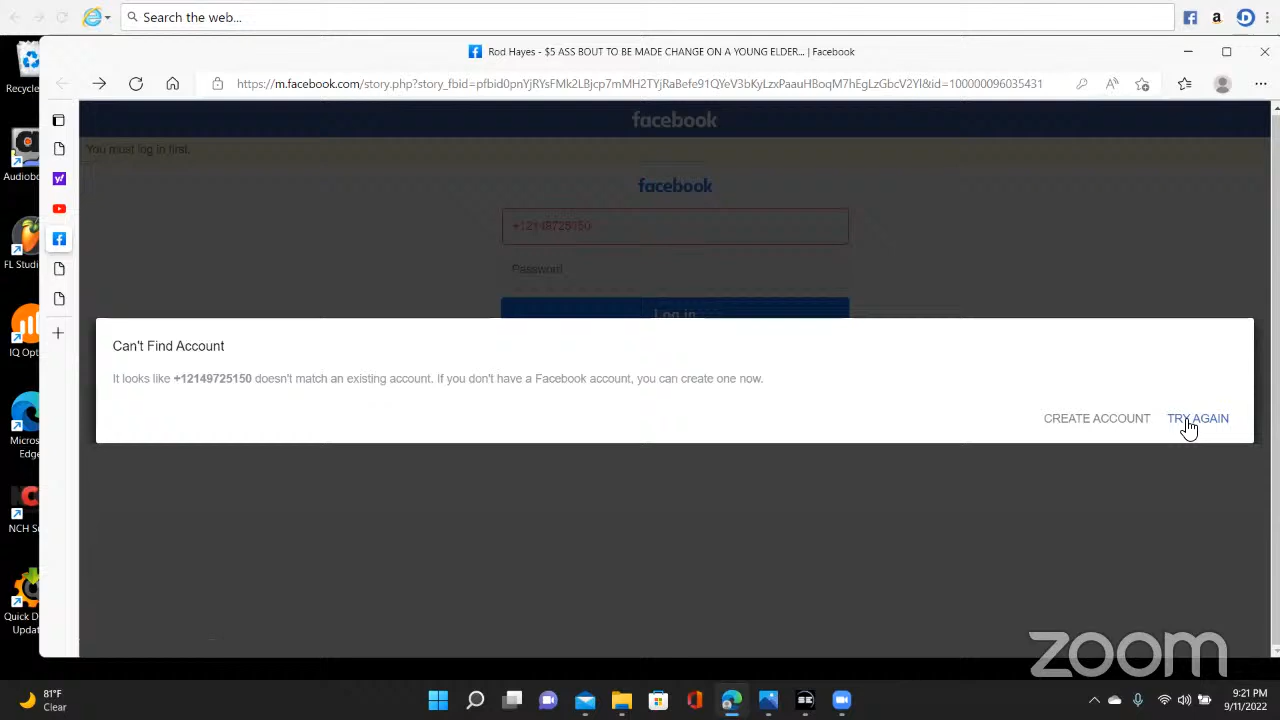 Search the web...
Rod Hayes - $5 ASS BOUT TO BE MADE CHANGE ON A YOUNG ELDER... | Facebook
https://m.facebook.com/story.php?story_fbid=pfbid0pnYjRYsFMk2LBjcp7mMH2TYjRaBefe91QYeV3bKyLzxPaauHBoqM7hEgLzGbcV2Yl&id=100000096035431
Recycle
facebook
You must log in first.
facebook
+12149725150
Password
Log in
Audiob
FL Studi
IQ Opt
Micros
Edge
NCH S
Quick D
Updat
Can't Find Account
It looks like +12149725150 doesn't match an existing account. If you don't have a Facebook account, you can create one now.
CREATE ACCOUNT TRY AGAIN
zoom
81°F
Clear
9:21 PM
9/11/2022